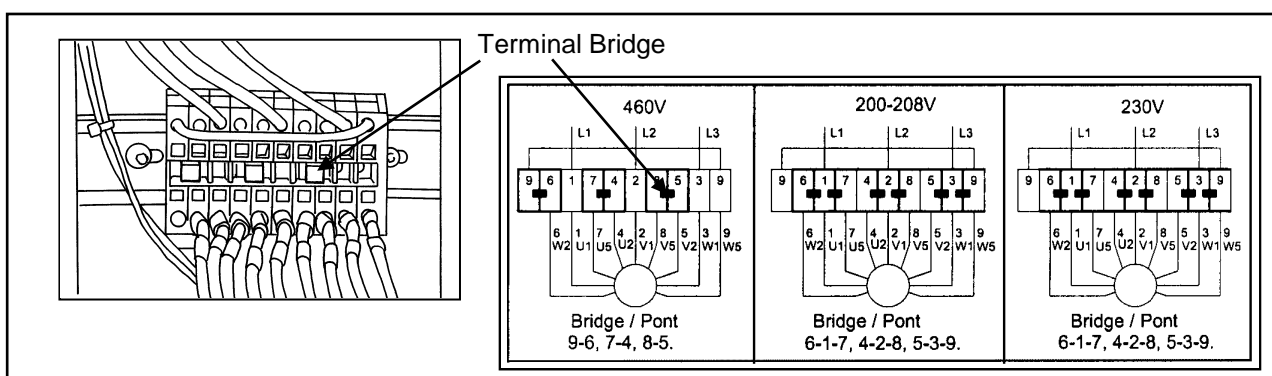 Terminal Bridge
460V
L1 L2 L3
9 6 1 7 4 2 5 3 9
6 1 7 4 2 8 5 3 9
W2 U1 U5 U2 V1 V5 V2 W1 W5
Bridge / Pont
9-6, 7-4, 8-5.
200-208V
L1 L2 L3
9 6 1 7 4 2 8 5 3 9
6 1 7 4 2 8 5 3 9
W2 U1 U5 U2 V1 V5 V2 W1 W5
Bridge / Pont
6-1-7, 4-2-8, 5-3-9.
230V
L1 L2 L3
9 6 1 7 4 2 8 5 3 9
6 1 7 4 2 8 5 3 9
W2 U1 U5 U2 V1 V5 V2 W1 W5
Bridge / Pont
6-1-7, 4-2-8, 5-3-9.